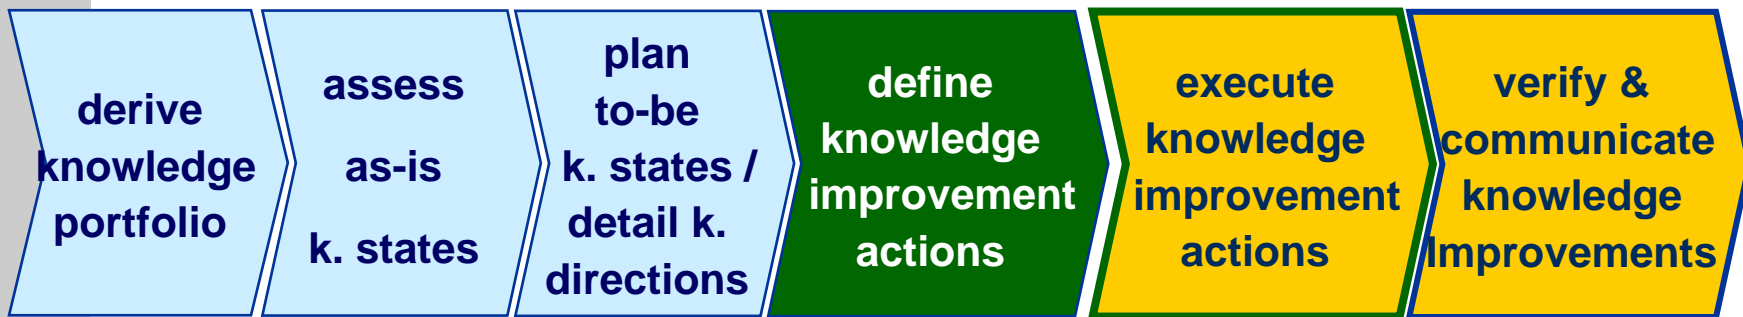 derive
knowledge
portfolio
assess
as-is
k. states
plan
to-be
k. states /
detail k.
directions
define
knowledge
improvement
actions
execute
knowledge
improvement
actions
verify &
communicate
knowledge
Improvements